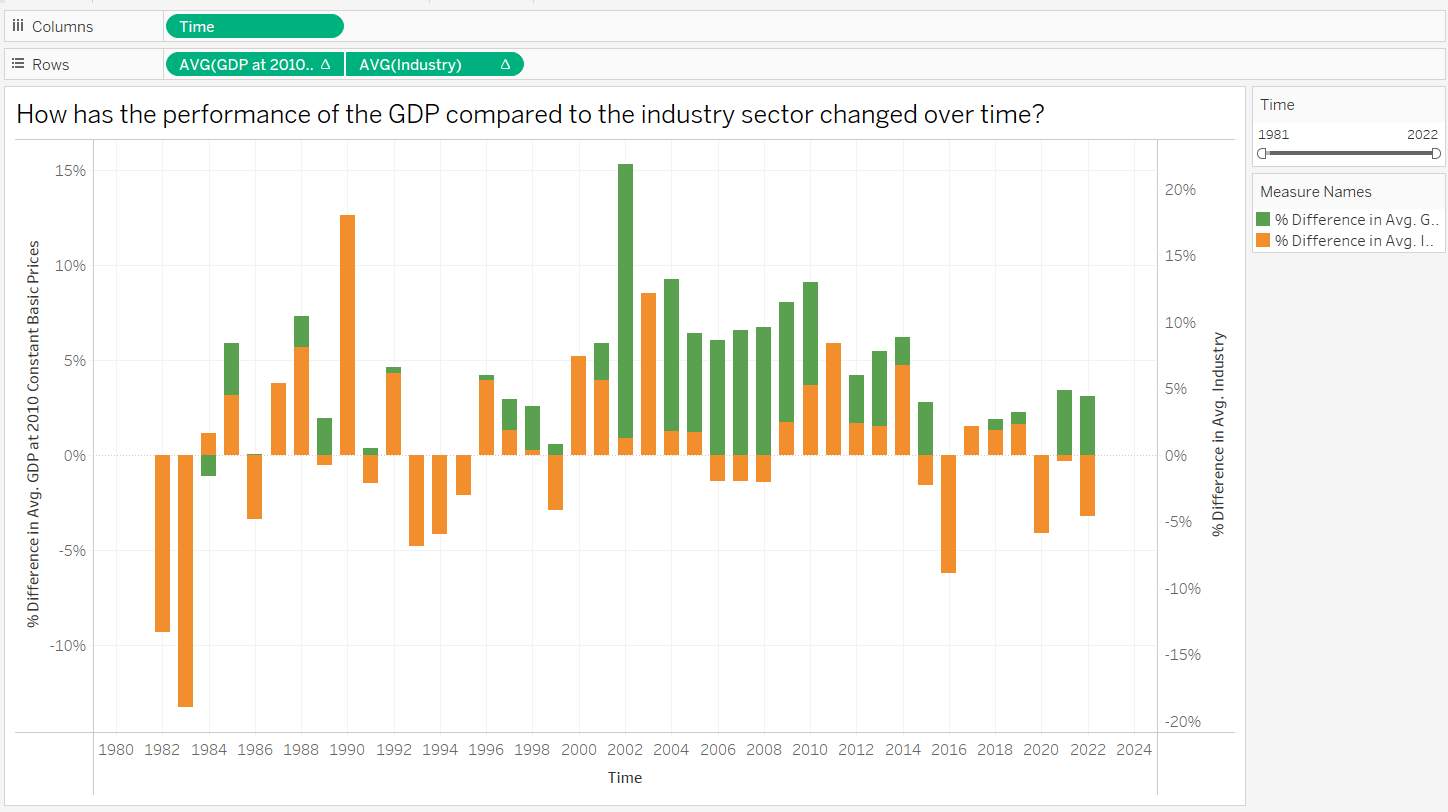 Columns
Time
Rows
AVG(GDP at 2010.. Δ
AVG(Industry) Δ
How has the performance of the GDP compared to the industry sector changed over time?
% Difference in Avg. GDP at 2010 Constant Basic Prices
15%
10%
5%
0%
-5%
-10%
20%
15%
10%
5%
0%
-5%
-10%
-15%
-20%
% Difference in Avg. Industry
1980 1982 1984 1986 1988 1990 1992 1994 1996 1998 2000 2002 2004 2006 2008 2010 2012 2014 2016 2018 2020 2022 2024
Time
Time
1981 2022
Measure Names
% Difference in Avg. G..
% Difference in Avg. I..